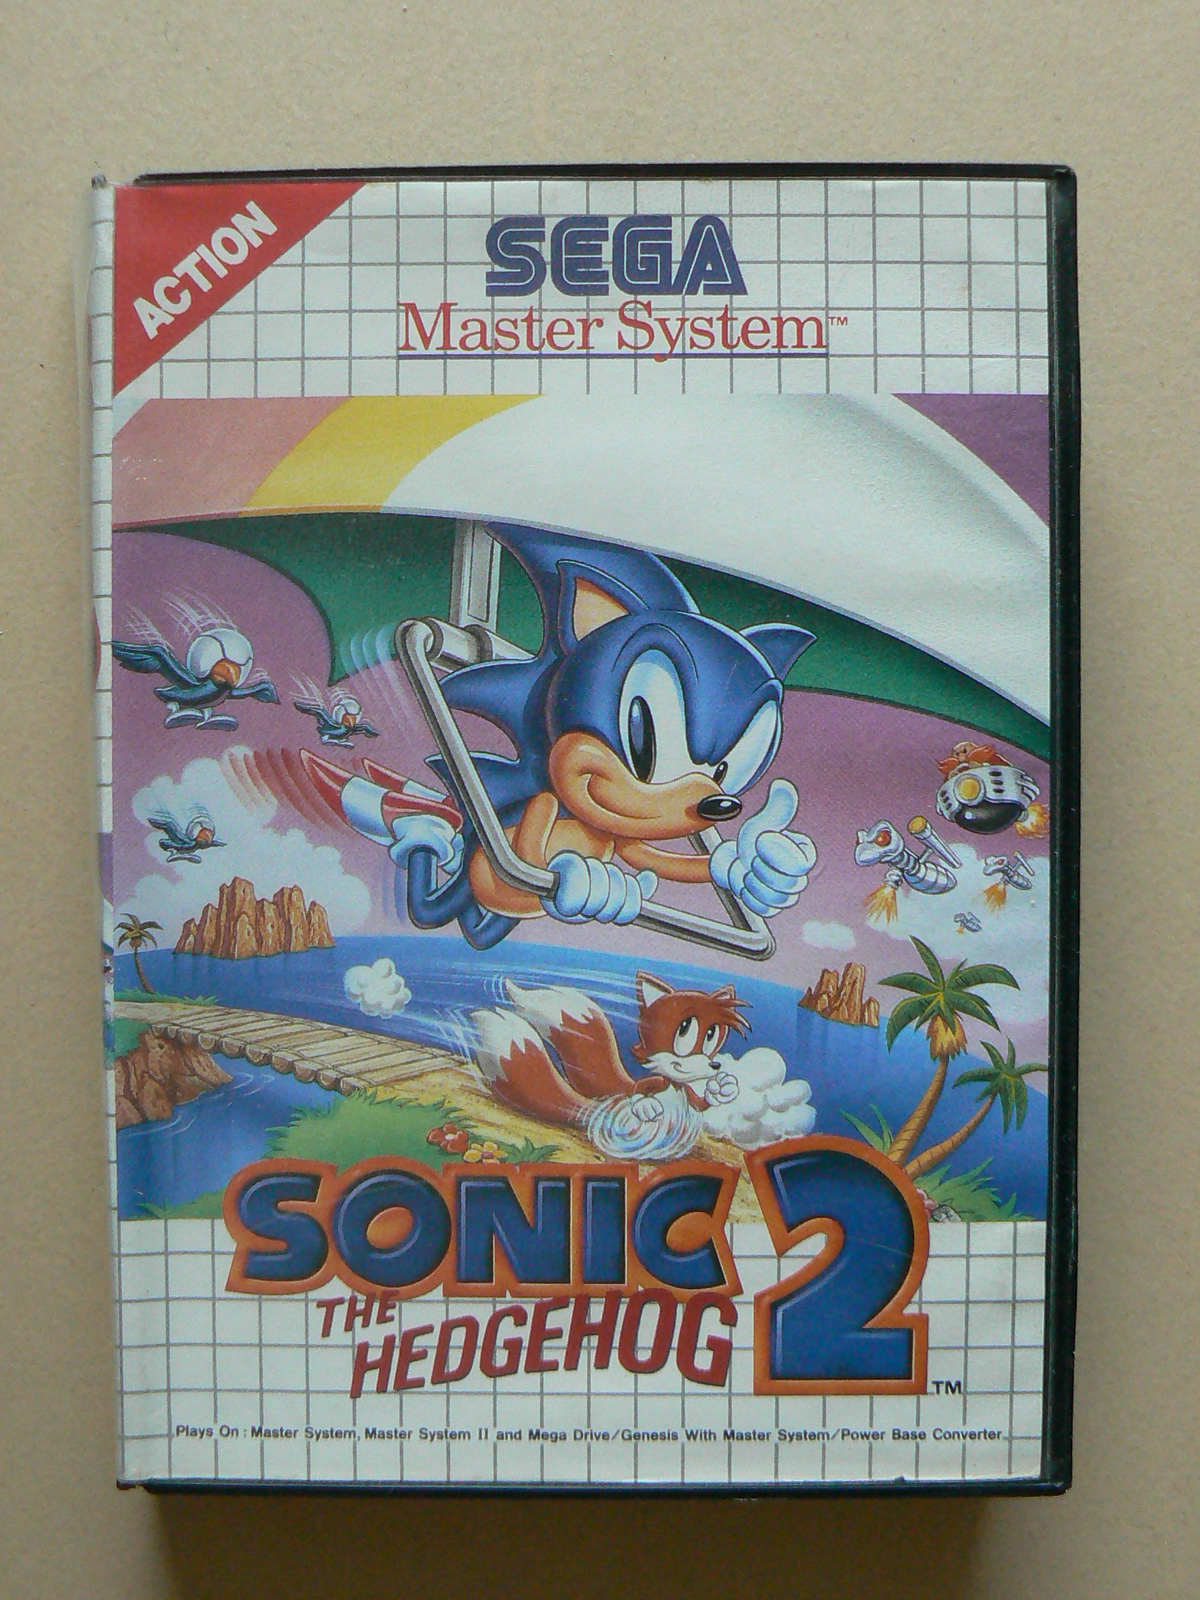 ACTION
SEGA
Master System™
SONIC 2
THE
HEDGEHOG
TM
Plays On : Master System, Master System II and Mega Drive/Genesis With Master System/Power Base Converter